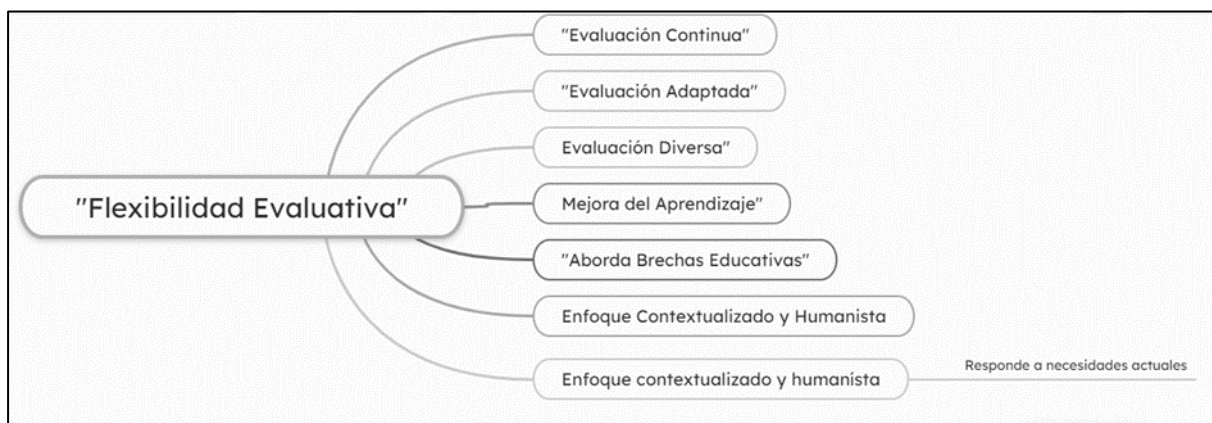 "Evaluación Continua"
"Evaluación Adaptada"
Evaluación Diversa"
"Flexibilidad Evaluativa"
Mejora del Aprendizaje"
"Aborda Brechas Educativas"
Enfoque Contextualizado y Humanista
Enfoque contextualizado y humanista
Responde a necesidades actuales